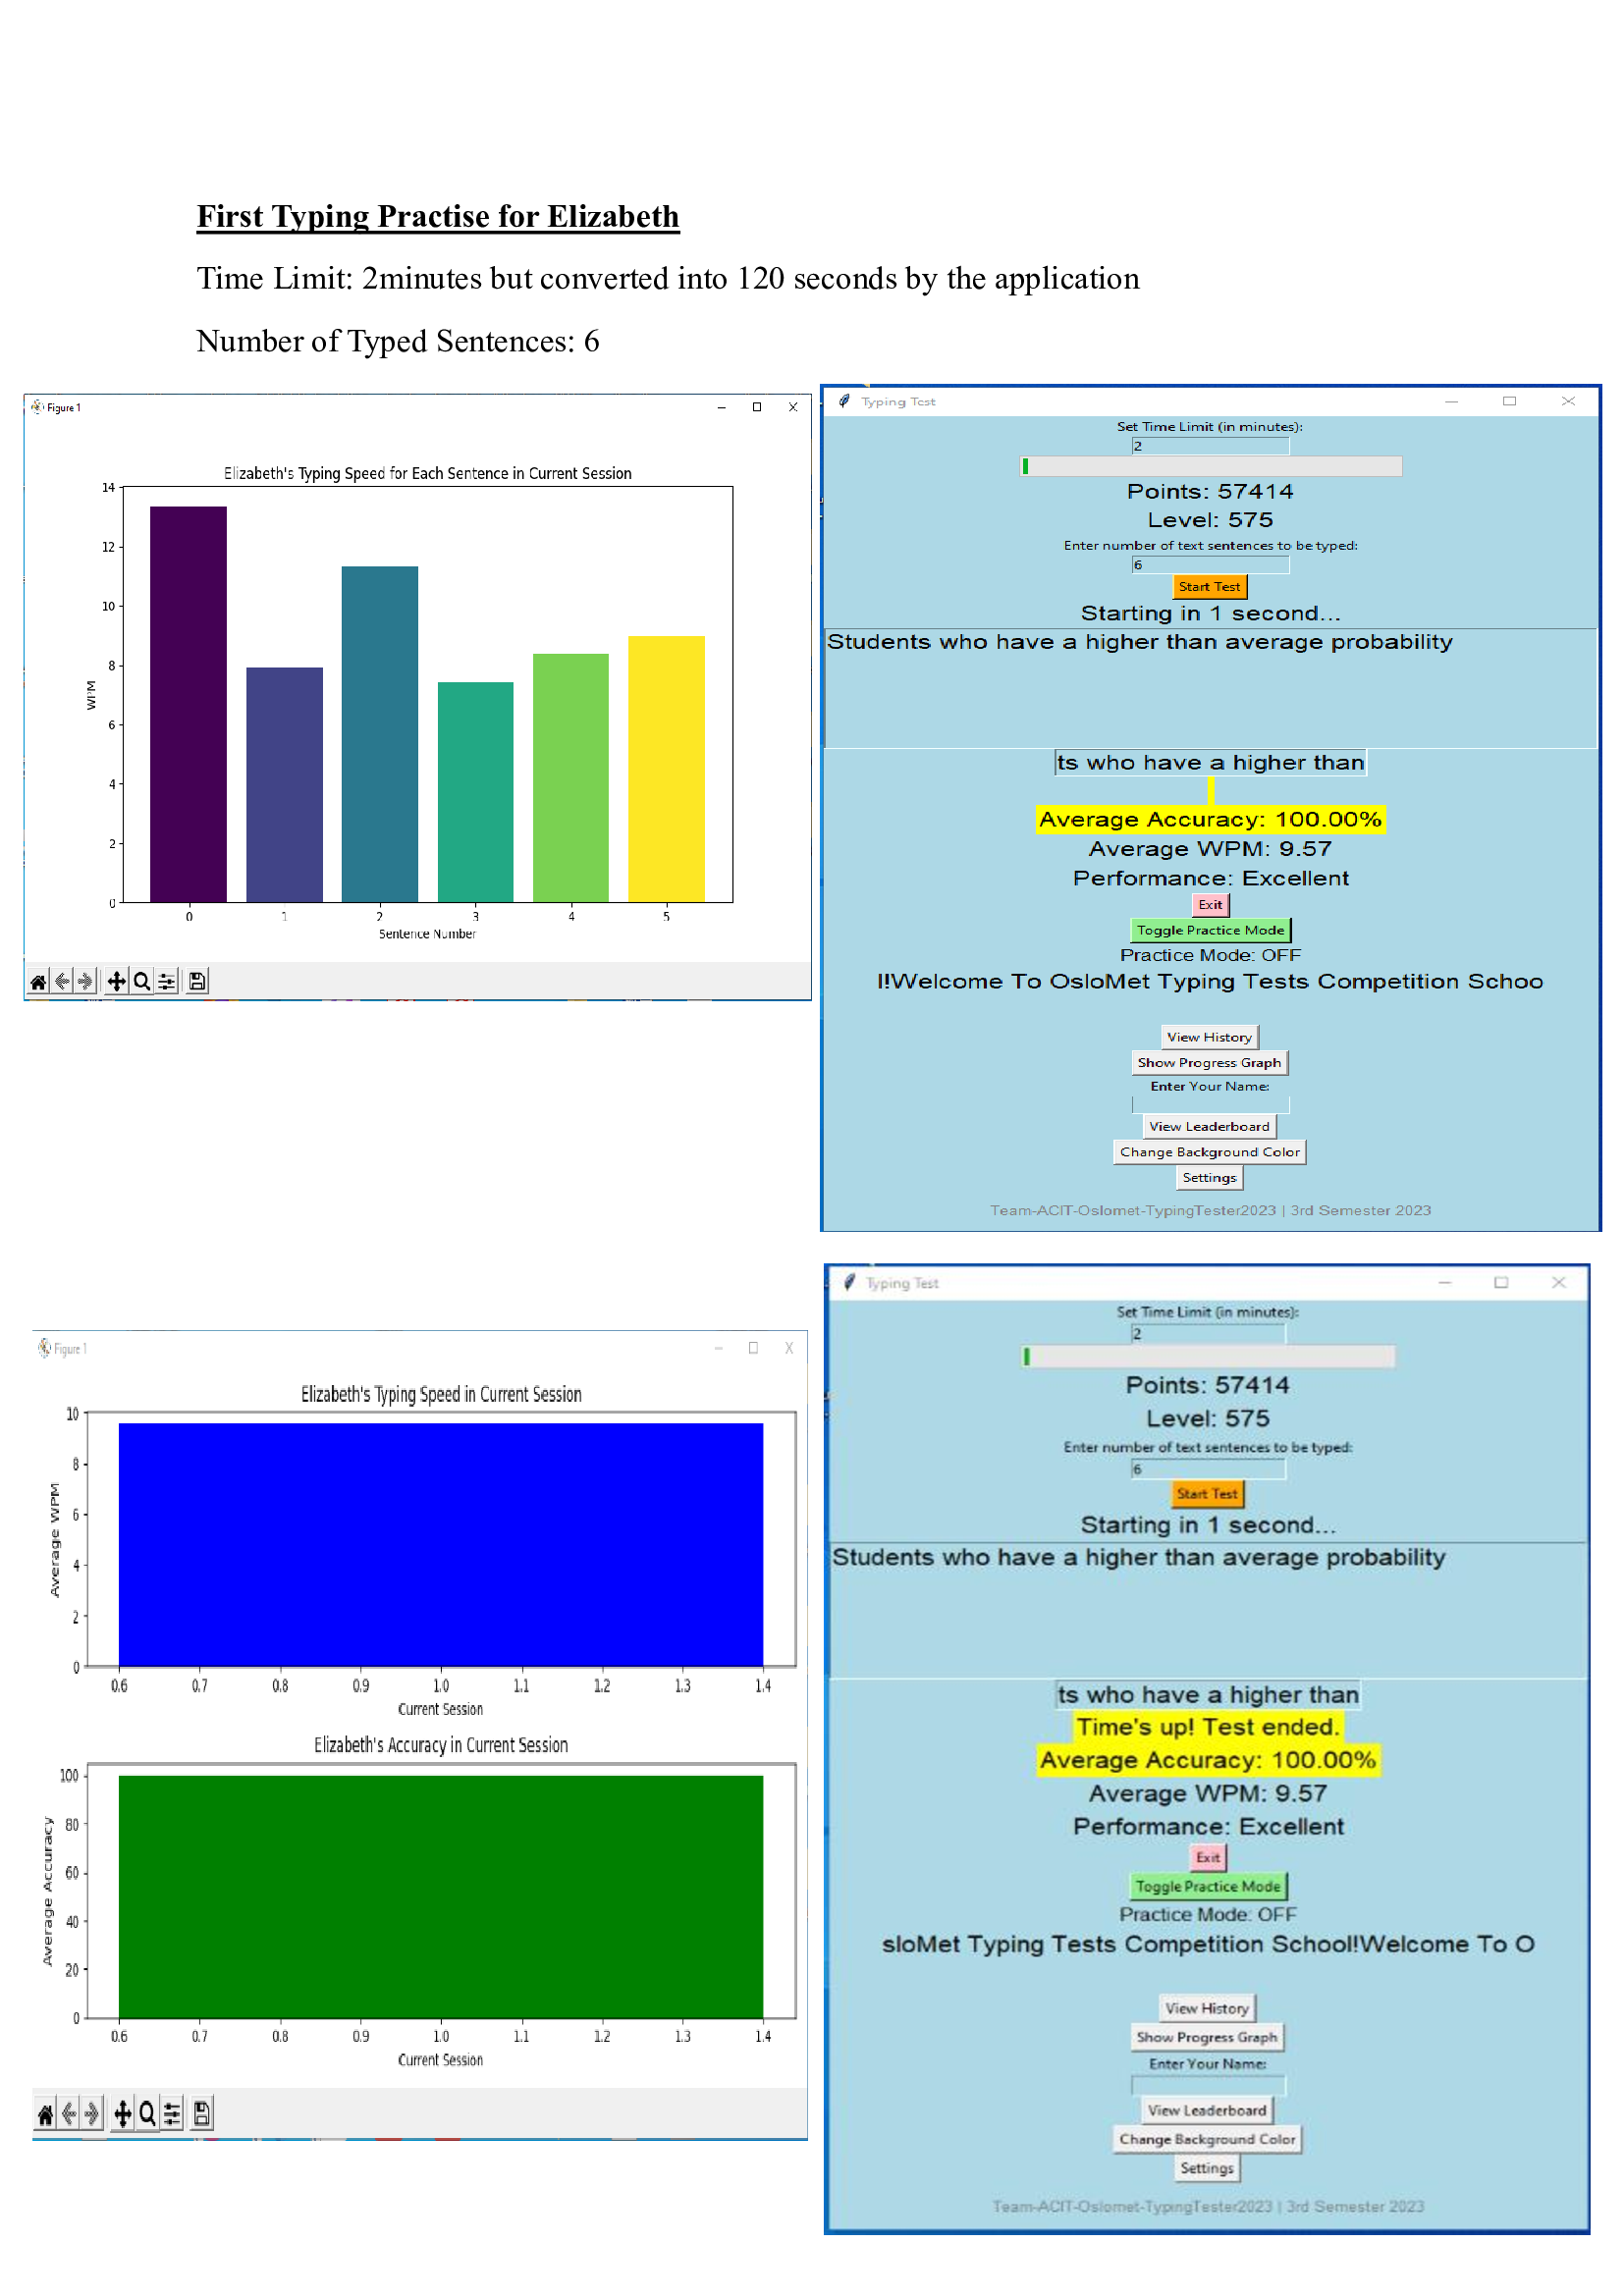 First Typing Practise for Elizabeth
Time Limit: 2minutes but converted into 120 seconds by the application
Number of Typed Sentences: 6
Figure 1
Elizabeth's Typing Speed for Each Sentence in Current Session
14
12
10
8
6
4
2
0
WPM
0 1 2 3 4 5
Sentence Number
Typing Test
Set Time Limit (in minutes):
2
Points: 57414
Level: 575
Enter number of text sentences to be typed:
6
Start Test
Starting in 1 second...
Students who have a higher than average probability
ts who have a higher than
Average Accuracy: 100.00%
Average WPM: 9.57
Performance: Excellent
Exit
Toggle Practice Mode
Practice Mode: OFF
l!Welcome To OsloMet Typing Tests Competition Schoo
View History
Show Progress Graph
Enter Your Name:
View Leaderboard
Change Background Color
Settings
Team-ACIT-Oslomet-TypingTester2023 | 3rd Semester 2023
Figure 1
Elizabeth's Typing Speed in Current Session
10
8
6
4
2
0
Average WPM
0.6 0.7 0.8 0.9 1.0 1.1 1.2 1.3 1.4
Current Session
Elizabeth's Accuracy in Current Session
100
80
60
40
20
0
Average Accuracy
0.6 0.7 0.8 0.9 1.0 1.1 1.2 1.3 1.4
Current Session
Typing Test
Set Time Limit (in minutes):
2
Points: 57414
Level: 575
Enter number of text sentences to be typed:
6
Start Test
Starting in 1 second...
Students who have a higher than average probability
ts who have a higher than
Time's up! Test ended.
Average Accuracy: 100.00%
Average WPM: 9.57
Performance: Excellent
Exit
Toggle Practice Mode
Practice Mode: OFF
sloMet Typing Tests Competition School!Welcome To O
View History
Show Progress Graph
Enter Your Name:
View Leaderboard
Change Background Color
Settings
Team-ACIT-Oslomet-TypingTester2023 | 3rd Semester 2023